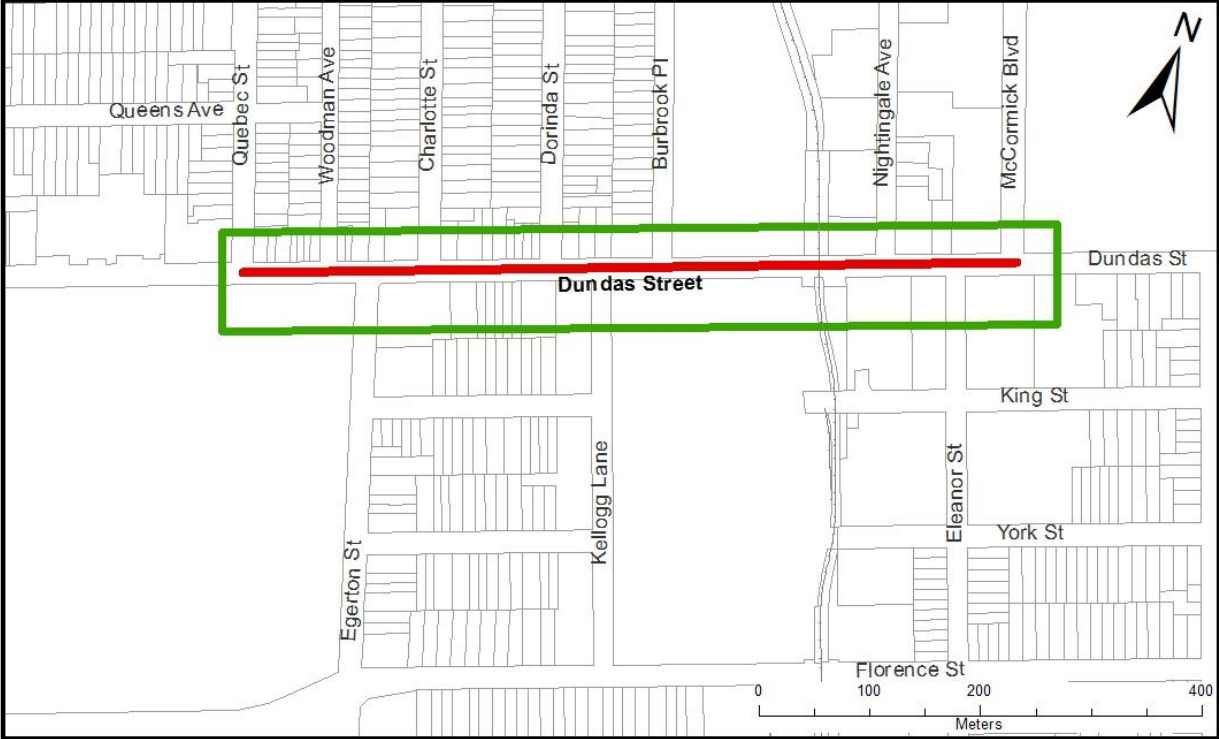 N
Queens Ave
Quebec St
Woodman Ave
Charlotte St
Dorinda St
Burbrook Pl
Nightingale Ave
McCormick Blvd
Dundas St
Dundas Street
King St
Egerton St
Kellogg Lane
Eleanor St
York St
Florence St
0 100 200 400
Meters